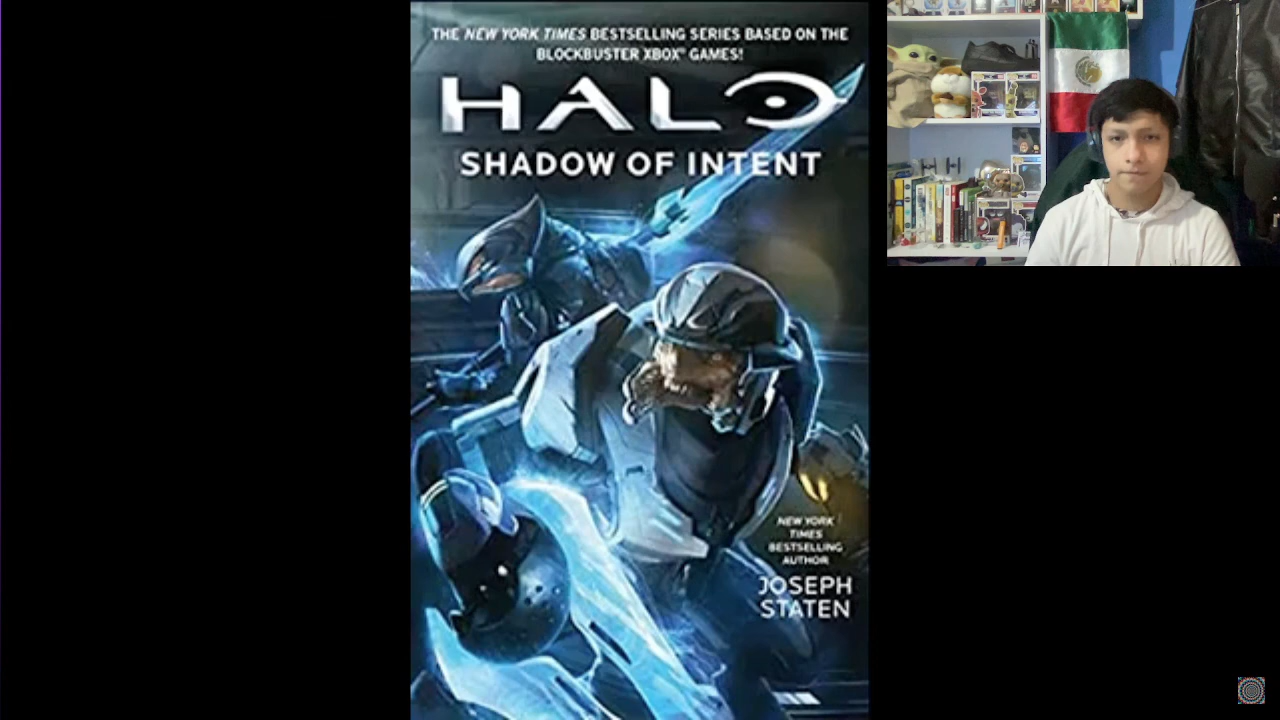 THE NEW YORK TIMES BESTSELLING SERIES BASED ON THE
BLOCKBUSTER XBOX® GAMES!
HALO
SHADOW OF INTENT
NEW YORK
TIMES
BESTSELLING
AUTHOR
JOSEPH
STATEN